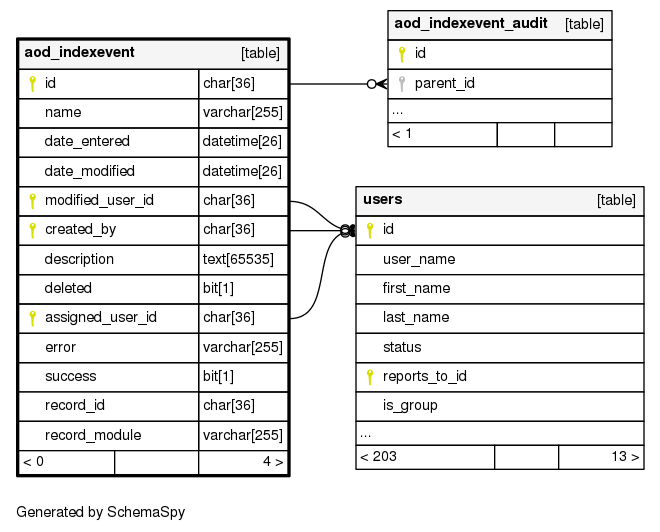 aod_indexevent [table]
id char[36]
name varchar[255]
date_entered datetime[26]
date_modified datetime[26]
modified_user_id char[36]
created_by char[36]
description text[65535]
deleted bit[1]
assigned_user_id char[36]
error varchar[255]
success bit[1]
record_id char[36]
record_module varchar[255]
< 0 4 >
aod_indexevent_audit [table]
id
parent_id
...
< 1
users [table]
id
user_name
first_name
last_name
status
reports_to_id
is_group
...
< 203 13 >
Generated by SchemaSpy